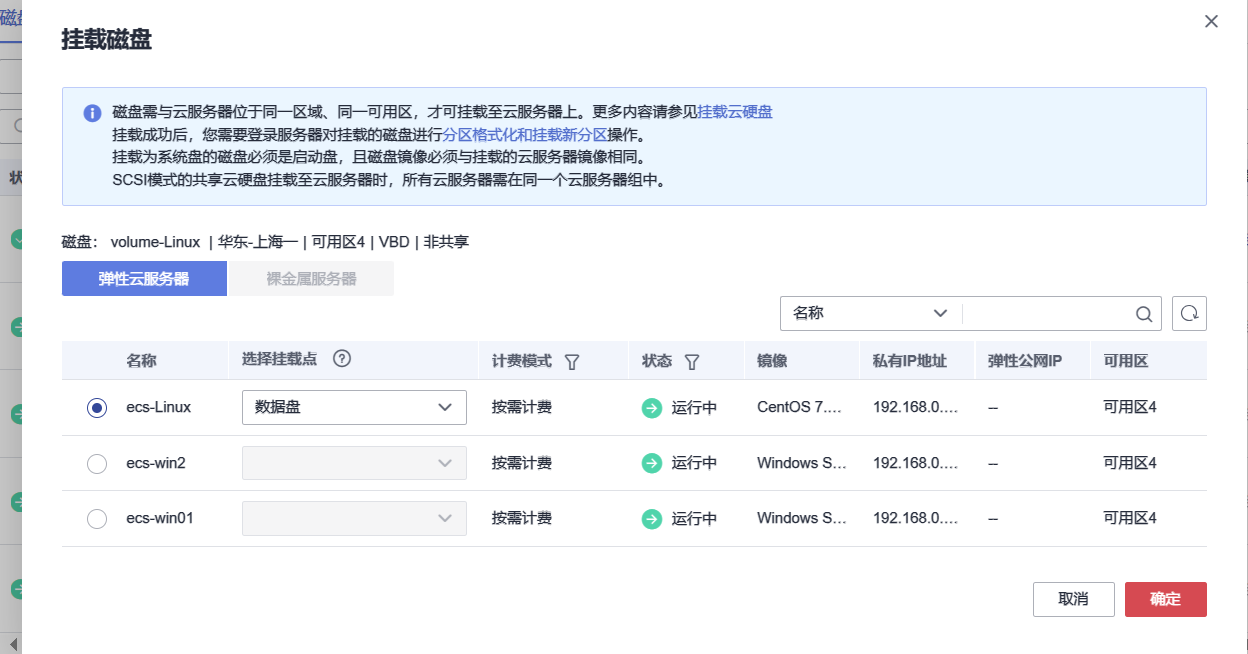 挂载磁盘
磁盘需与云服务器位于同一区域、同一可用区，才可挂载至云服务器上。更多内容请参见挂载云硬盘
挂载成功后，您需要登录服务器对挂载的磁盘进行分区格式化和挂载新分区操作。
挂载为系统盘的磁盘必须是启动盘，且磁盘镜像必须与挂载的云服务器镜像相同。
SCSI模式的共享云硬盘挂载至云服务器时，所有云服务器需在同一个云服务器组中。
磁盘： volume-Linux | 华东-上海一 | 可用区4 | VBD | 非共享
弹性云服务器 裸金属服务器
名称
名称 选择挂载点 计费模式 状态 镜像 私有IP地址 弹性公网IP 可用区
ecs-Linux 数据盘 按需计费 运行中 CentOS 7.... 192.168.0.... -- 可用区4
ecs-win2 按需计费 运行中 Windows S... 192.168.0.... -- 可用区4
ecs-win01 按需计费 运行中 Windows S... 192.168.0.... -- 可用区4
取消 确定